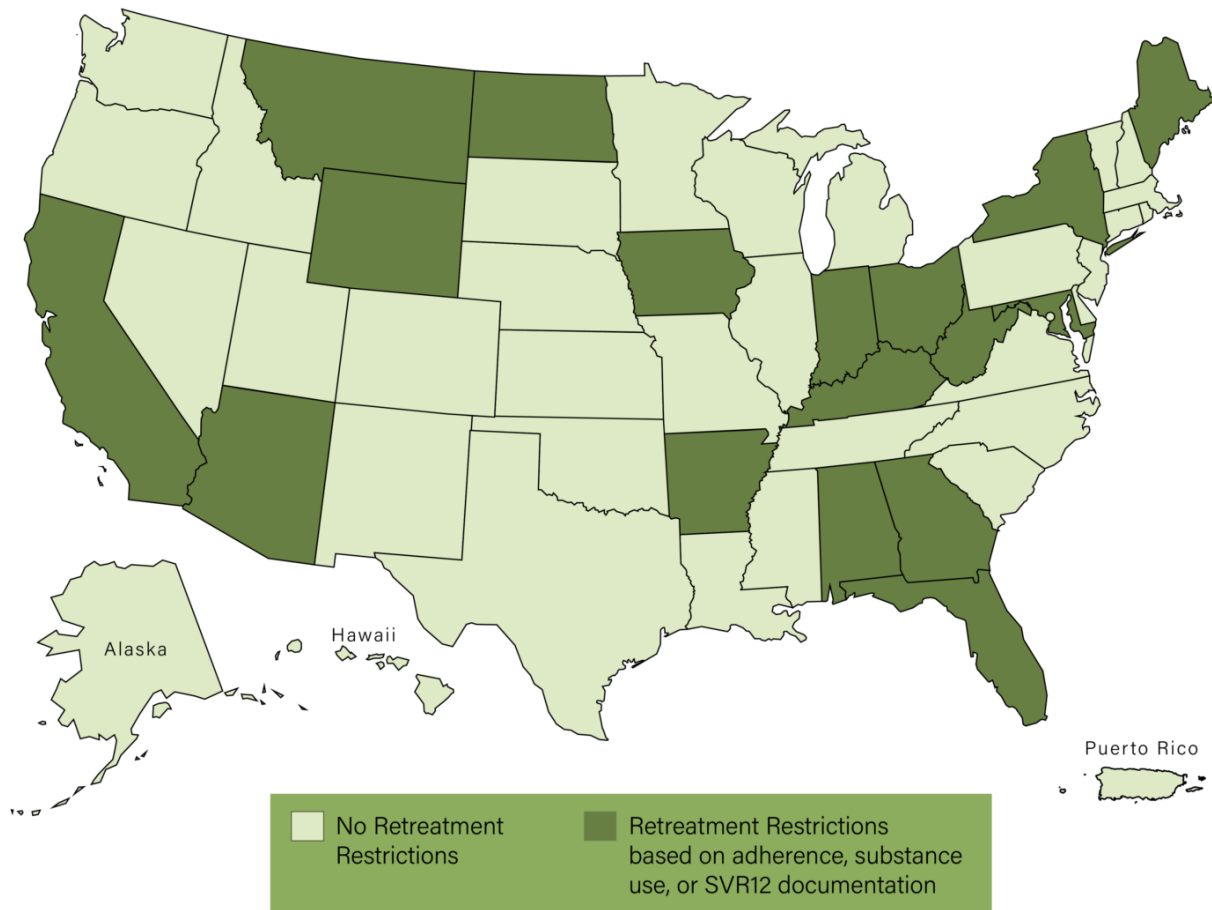 Alaska
Hawaii
Puerto Rico
No Retreatment
Restrictions
Retreatment Restrictions
based on adherence, substance
use, or SVR12 documentation